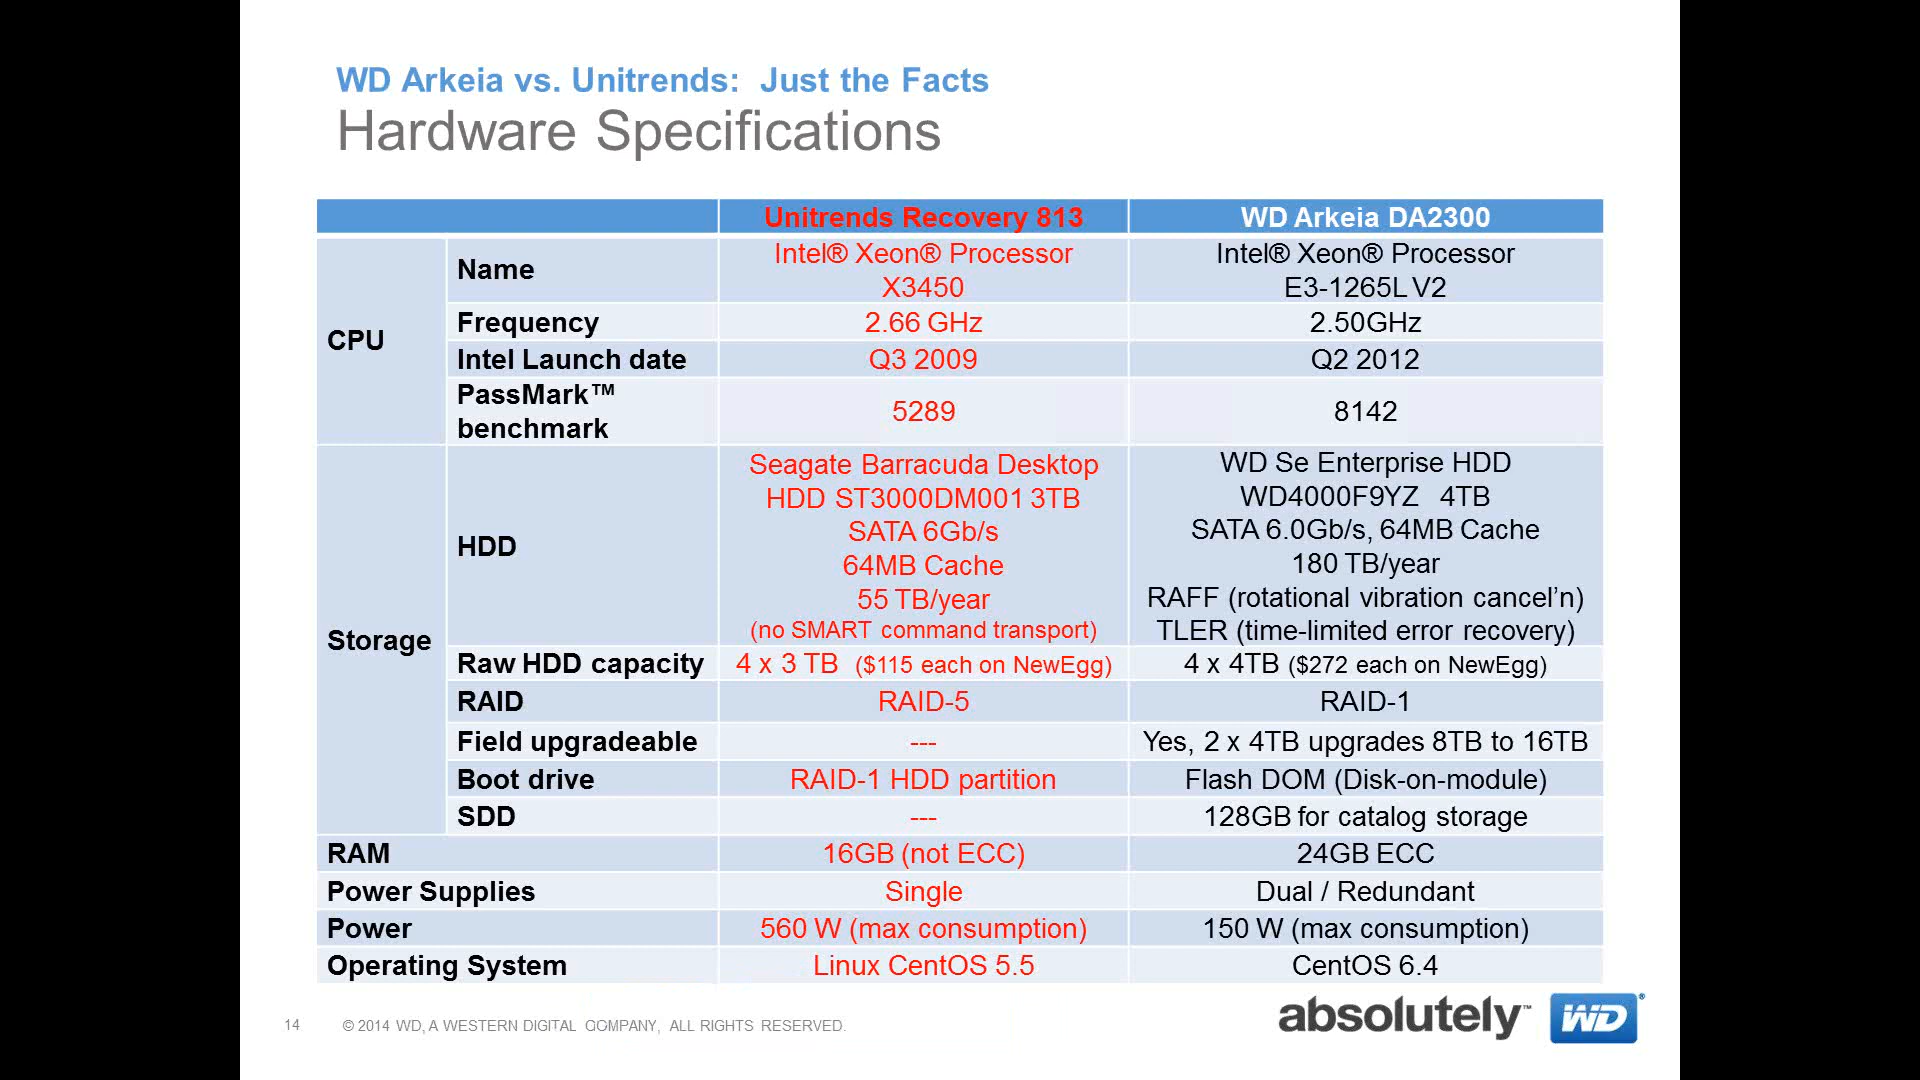 WD Arkeia vs. Unitrends:  Just the Facts
Hardware Specifications
Unitrends Recovery 813 WD Arkeia DA2300
CPU
Name
Intel® Xeon® Processor
X3450
Intel® Xeon® Processor
E3-1265L V2
Frequency 2.66 GHz 2.50GHz
Intel Launch date Q3 2009 Q2 2012
PassMark™
benchmark
5289 8142
Storage
HDD
Seagate Barracuda Desktop
HDD ST3000DM001 3TB
SATA 6Gb/s
64MB Cache
55 TB/year
(no SMART command transport)
WD Se Enterprise HDD
WD4000F9YZ   4TB
SATA 6.0Gb/s, 64MB Cache
180 TB/year
RAFF (rotational vibration cancel’n)
TLER (time-limited error recovery)
Raw HDD capacity 4 x 3 TB  ($115 each on NewEgg) 4 x 4TB ($272 each on NewEgg)
RAID RAID-5 RAID-1
Field upgradeable --- Yes, 2 x 4TB upgrades 8TB to 16TB
Boot drive RAID-1 HDD partition Flash DOM (Disk-on-module)
SDD --- 128GB for catalog storage
RAM 16GB (not ECC) 24GB ECC
Power Supplies Single Dual / Redundant
Power 560 W (max consumption) 150 W (max consumption)
Operating System Linux CentOS 5.5 CentOS 6.4
absolutely™ WD®
14 © 2014 WD, A WESTERN DIGITAL COMPANY, ALL RIGHTS RESERVED.